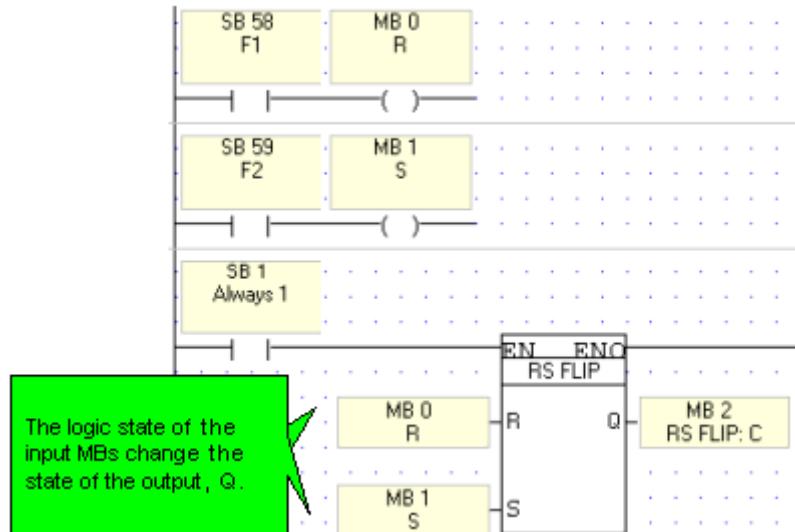 SB 58
F1
MB 0
R
SB 59
F2
MB 1
S
SB 1
Always 1
EN ENO
RS FLIP
The logic state of the
input MBs change the
state of the output, Q.
MB 0
R
R
Q
MB 2
RS FLIP: C
MB 1
S
S